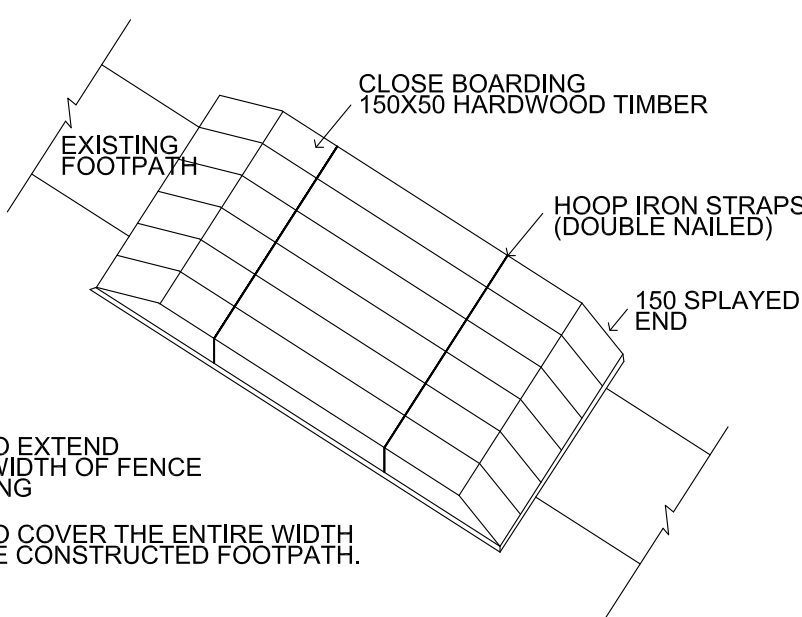 CLOSE BOARDING
150X50 HARDWOOD TIMBER
EXISTING
FOOTPATH
HOOP IRON STRAPS
(DOUBLE NAILED)
150 SPLAYED
END
EXTEND
WIDTH OF FENCE
COVER THE ENTIRE WIDTH
CONSTRUCTED FOOTPATH.